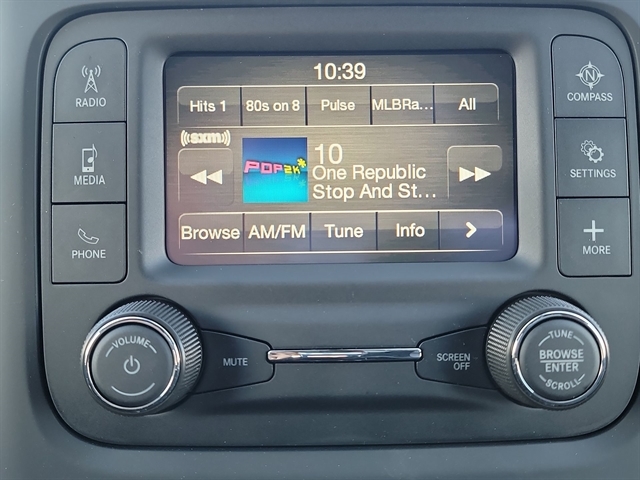 10:39
Hits 1 80s on 8 Pulse MLBRa... All
((sxm))
POP2K
10
One Republic
Stop And St...
Browse AM/FM Tune Info >
RADIO
MEDIA
PHONE
N
COMPASS
SETTINGS
MORE
VOLUME
MUTE
SCREEN
OFF
TUNE
BROWSE
ENTER
SCROLL